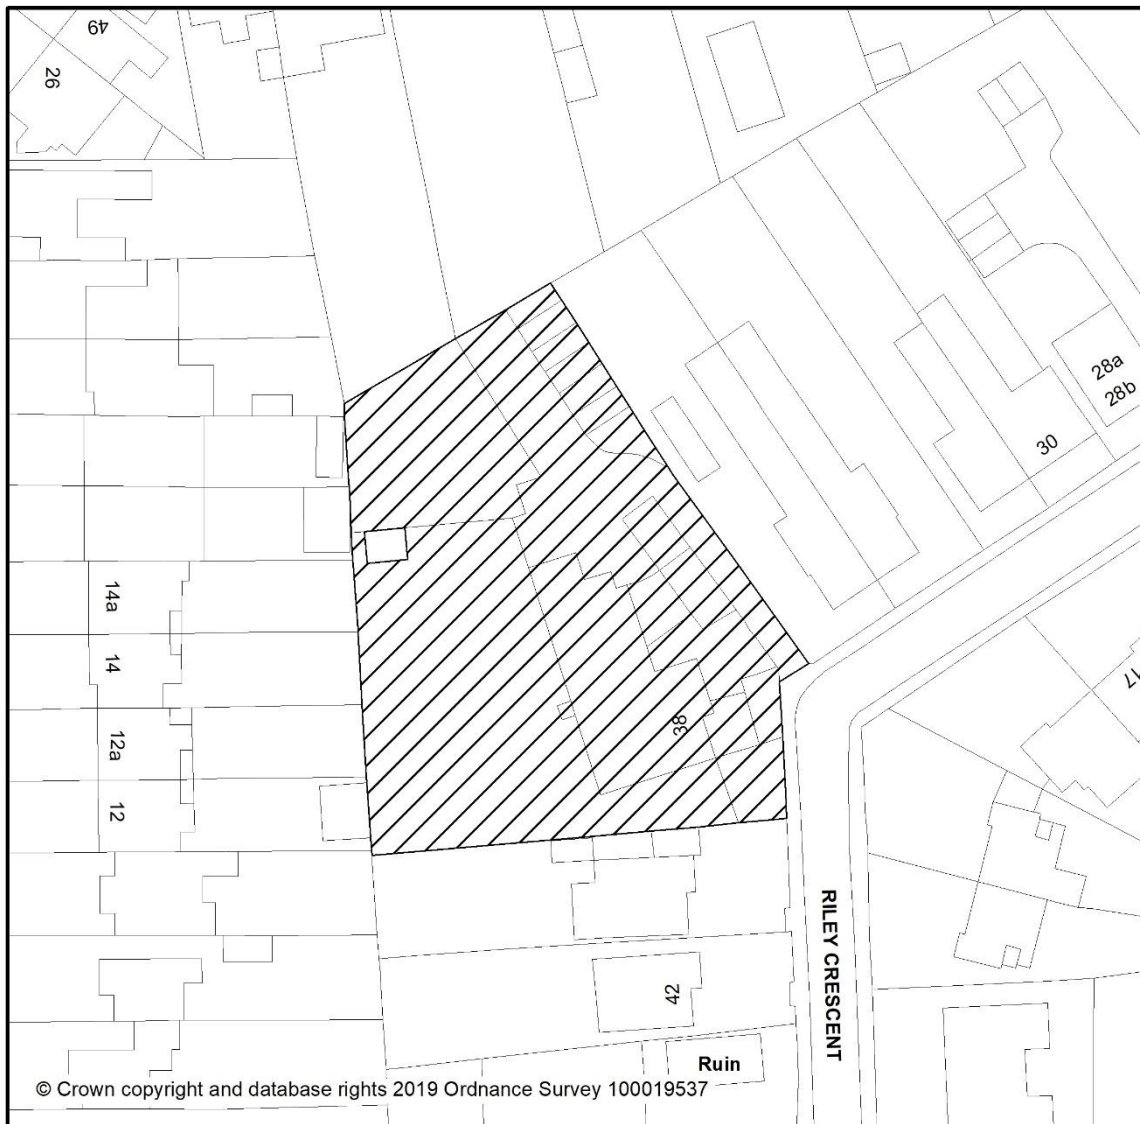 49
26
28a
28b
30
14a
14
17
12a
38
12
RILEY CRESCENT
42
Ruin
© Crown copyright and database rights 2019 Ordnance Survey 100019537